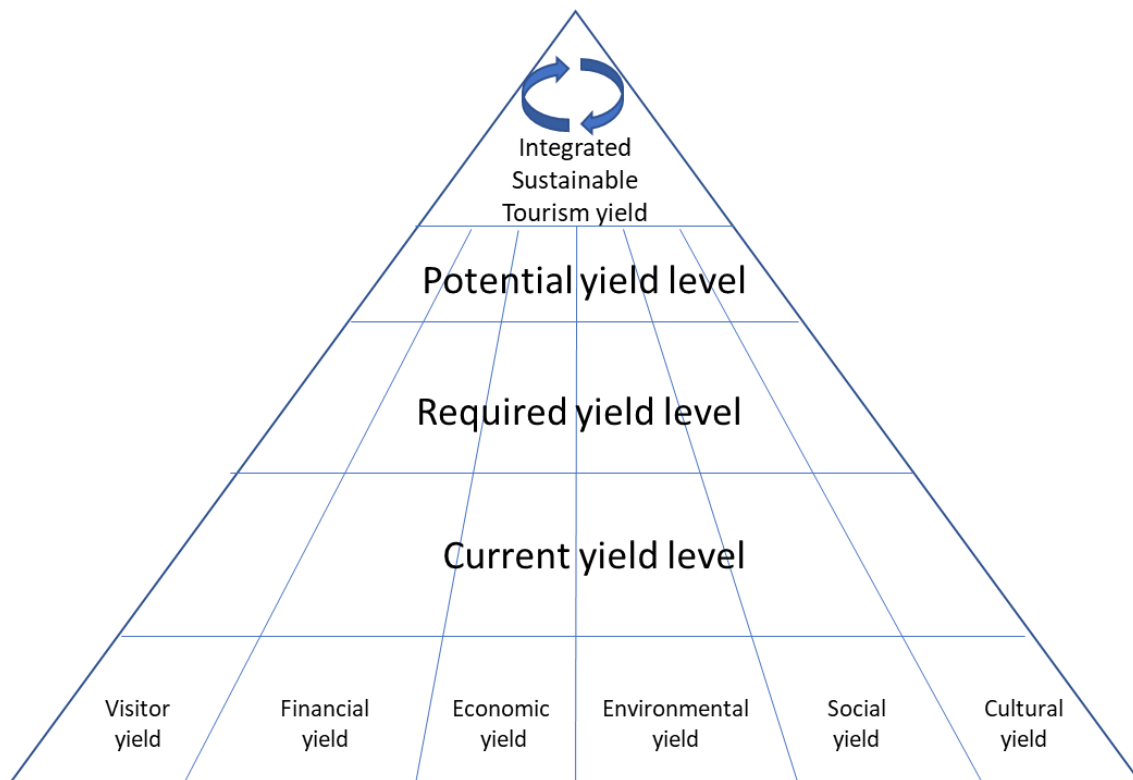 Integrated
Sustainable
Tourism yield
Potential yield level
Required yield level
Current yield level
Visitor
yield
Financial
yield
Economic
yield
Environmental
yield
Social
yield
Cultural
yield